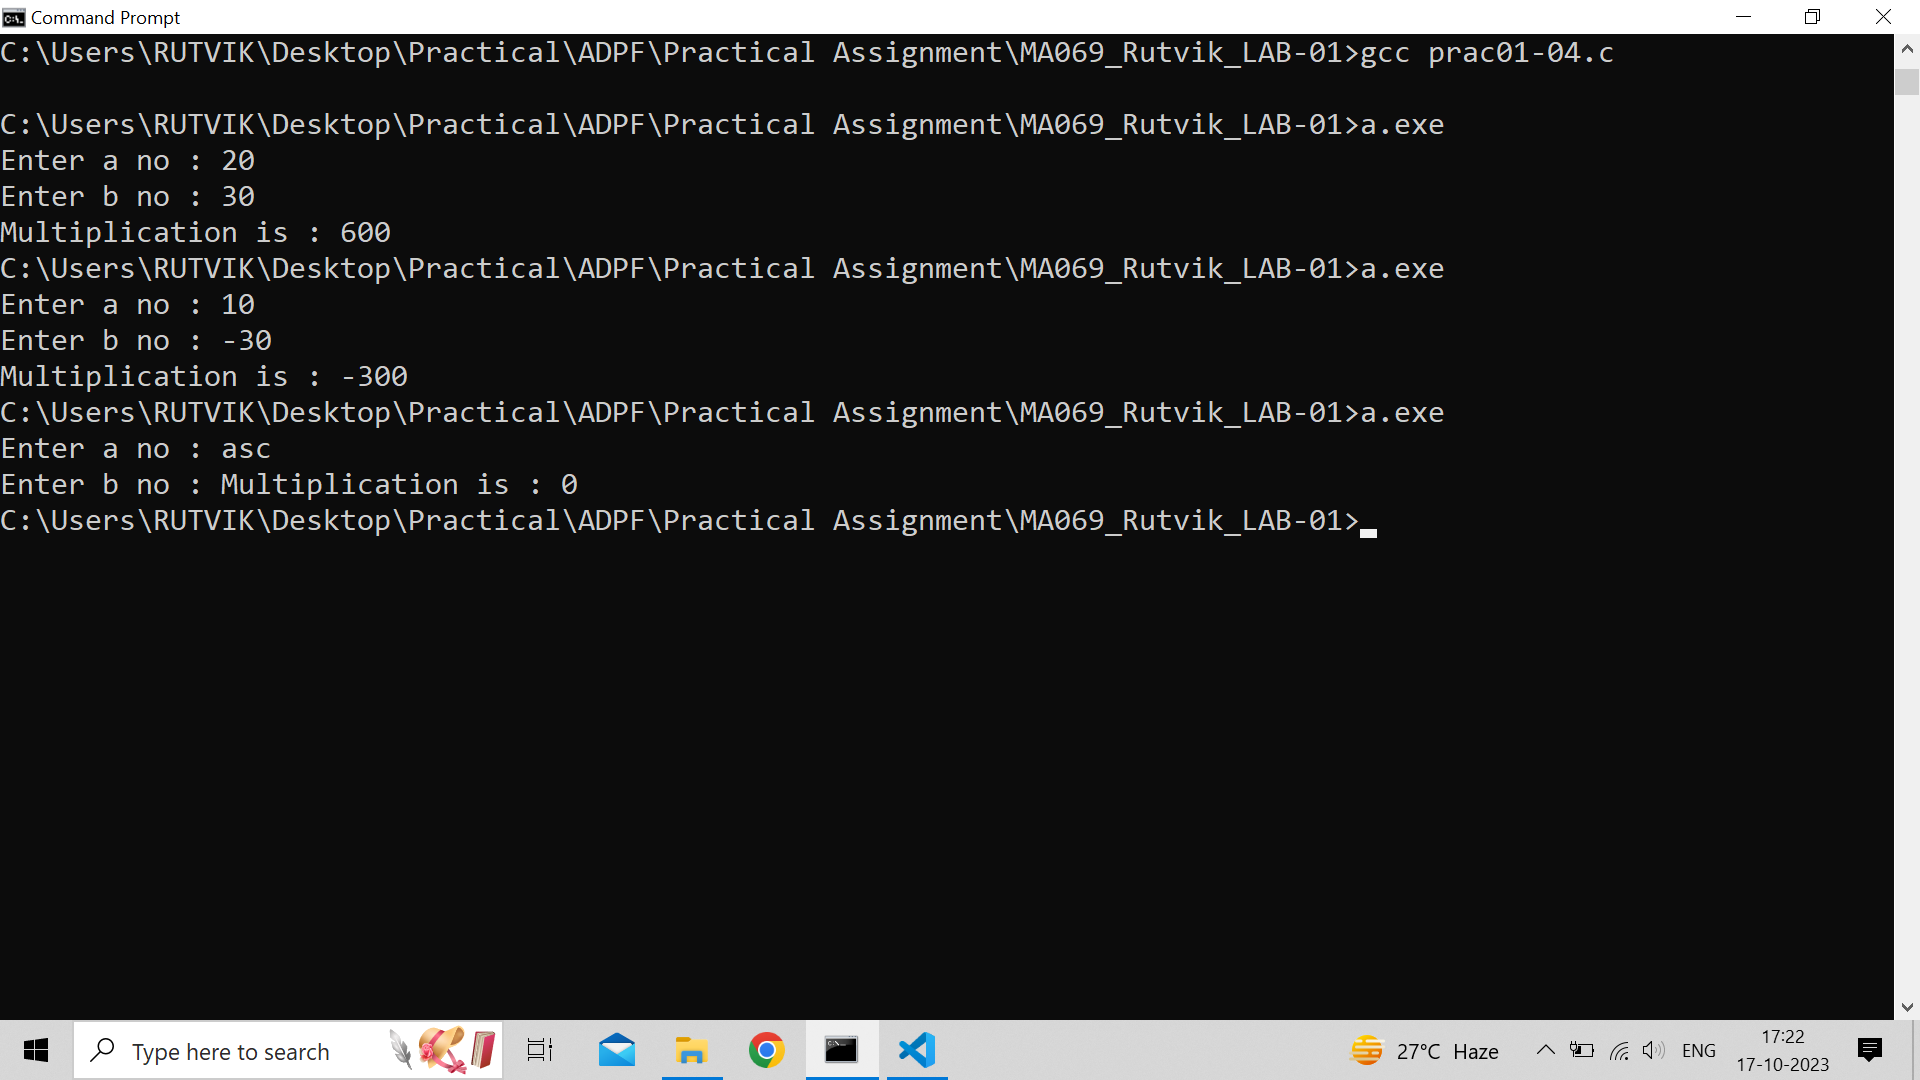 Command Prompt
C:\Users\RUTVIK\Desktop\Practical\ADPF\Practical Assignment\MA069_Rutvik_LAB-01>gcc prac01-04.c
C:\Users\RUTVIK\Desktop\Practical\ADPF\Practical Assignment\MA069_Rutvik_LAB-01>a.exe
Enter a no : 20
Enter b no : 30
Multiplication is : 600
C:\Users\RUTVIK\Desktop\Practical\ADPF\Practical Assignment\MA069_Rutvik_LAB-01>a.exe
Enter a no : 10
Enter b no : -30
Multiplication is : -300
C:\Users\RUTVIK\Desktop\Practical\ADPF\Practical Assignment\MA069_Rutvik_LAB-01>a.exe
Enter a no : asc
Enter b no : Multiplication is : 0
C:\Users\RUTVIK\Desktop\Practical\ADPF\Practical Assignment\MA069_Rutvik_LAB-01>
Type here to search
27°C Haze
ENG
17:22
17-10-2023